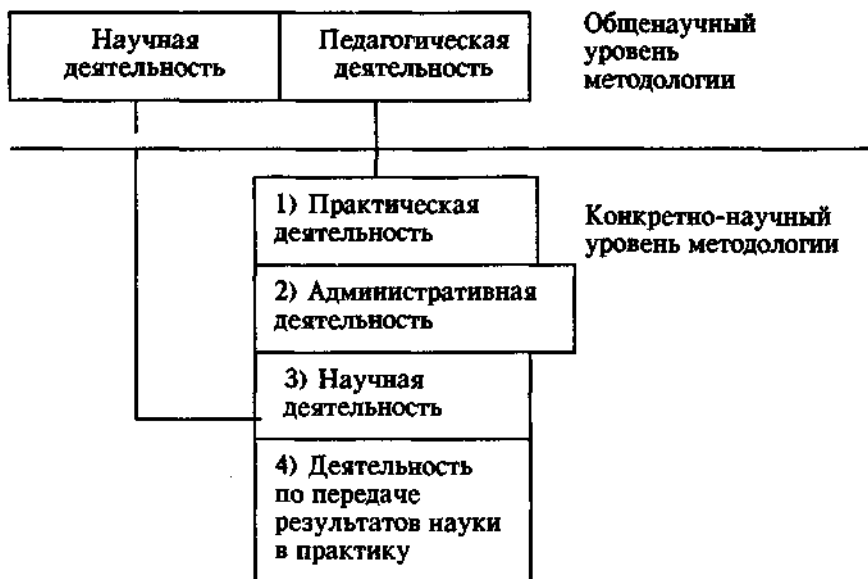 Научная
деятельность
Педагогическая
деятельность
Общенаучный
уровень
методологии
1) Практическая
деятельность
Конкретно-научный
уровень методологии
2) Административная
деятельность
3) Научная
деятельность
4) Деятельность
по передаче
результатов науки
в практику